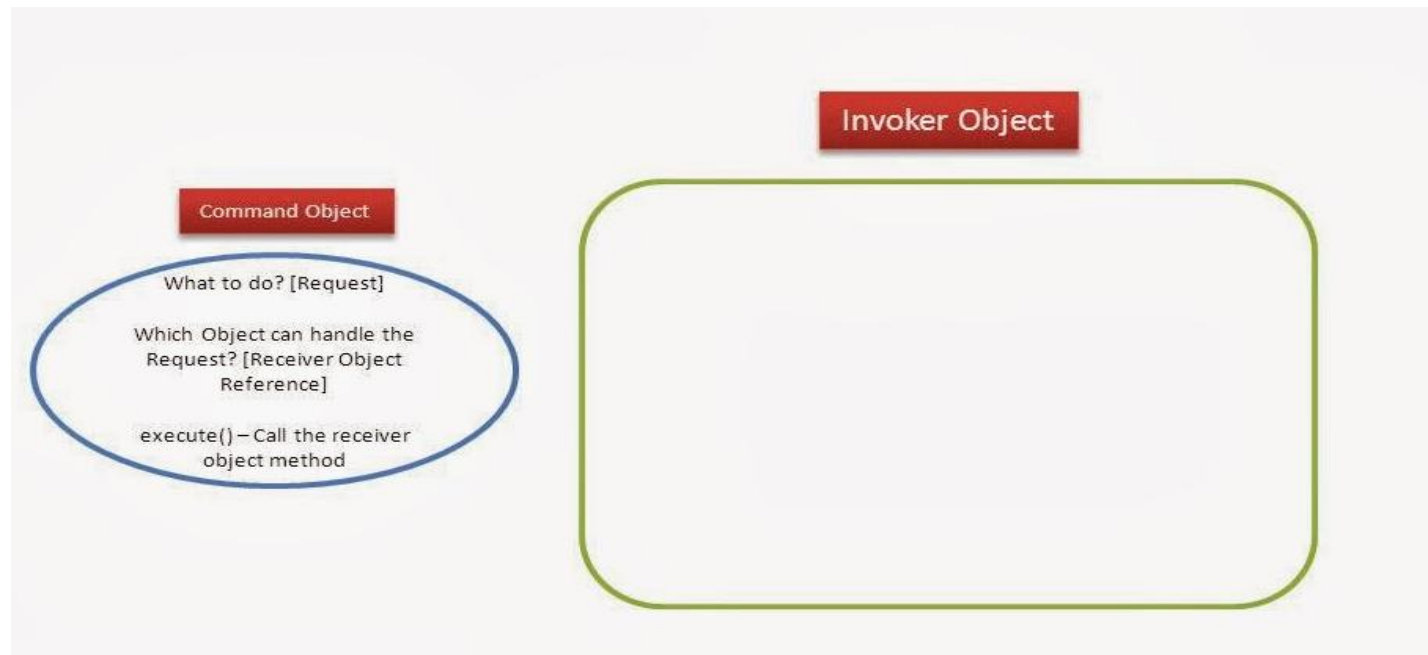 Invoker Object
Command Object
What to do? [Request]
Which Object can handle the
Request? [Receiver Object
Reference]
execute() – Call the receiver
object method